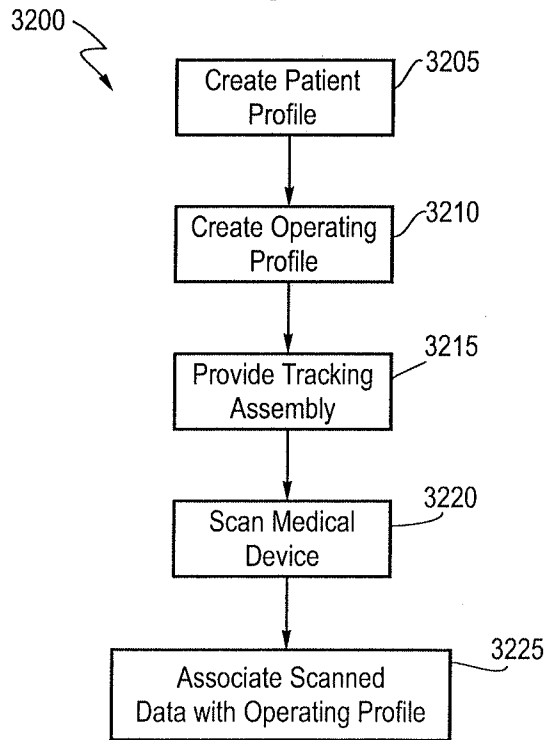 3200
3205
Create Patient
Profile
3210
Create Operating
Profile
3215
Provide Tracking
Assembly
3220
Scan Medical
Device
3225
Associate Scanned
Data with Operating Profile